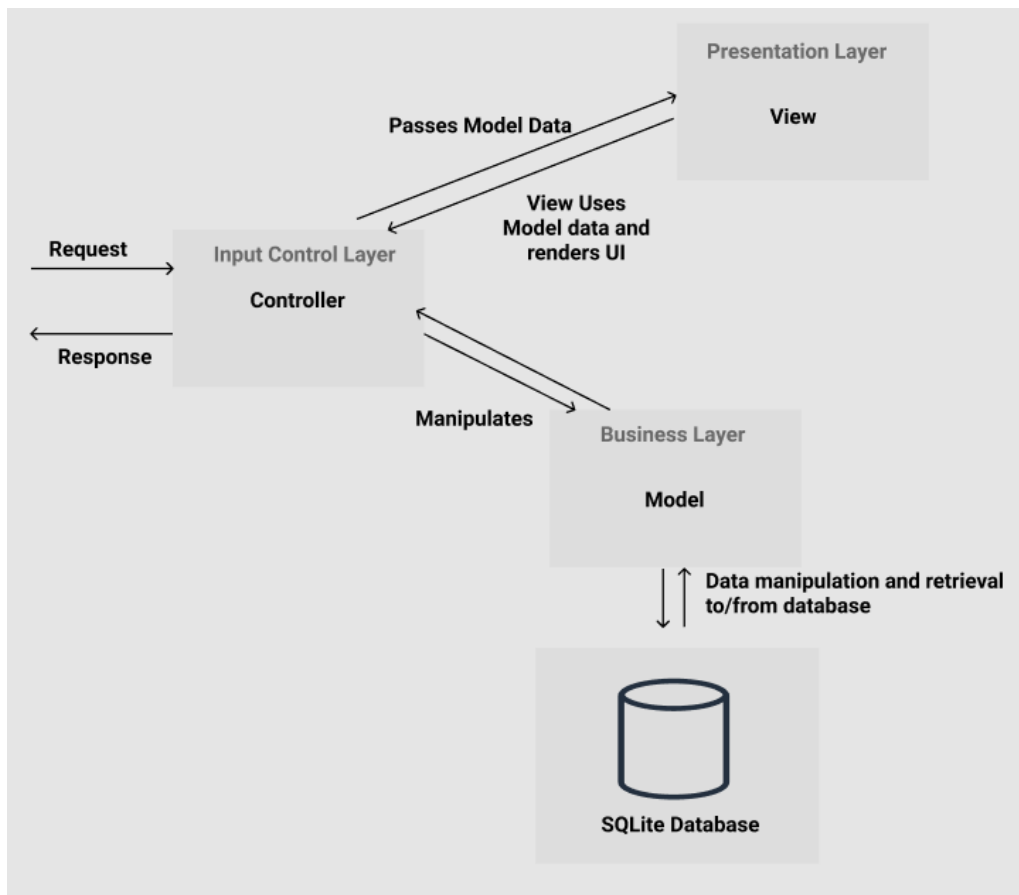 Presentation Layer
View
Passes Model Data
View Uses
Model data and
renders UI
Request
Input Control Layer
Controller
Response
Manipulates
Business Layer
Model
Data manipulation and retrieval
to/from database
SQLite Database